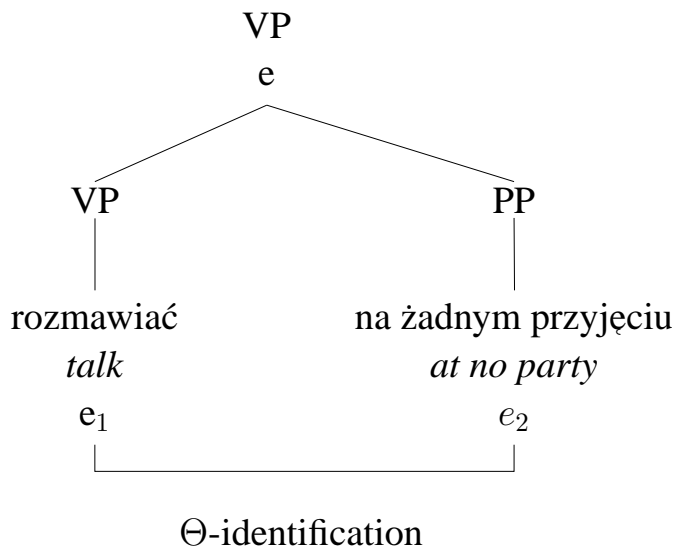 VP
e
VP PP
rozmawiać na żadnym przyjęciu
talk at no party
e₁ e₂
Θ-identification